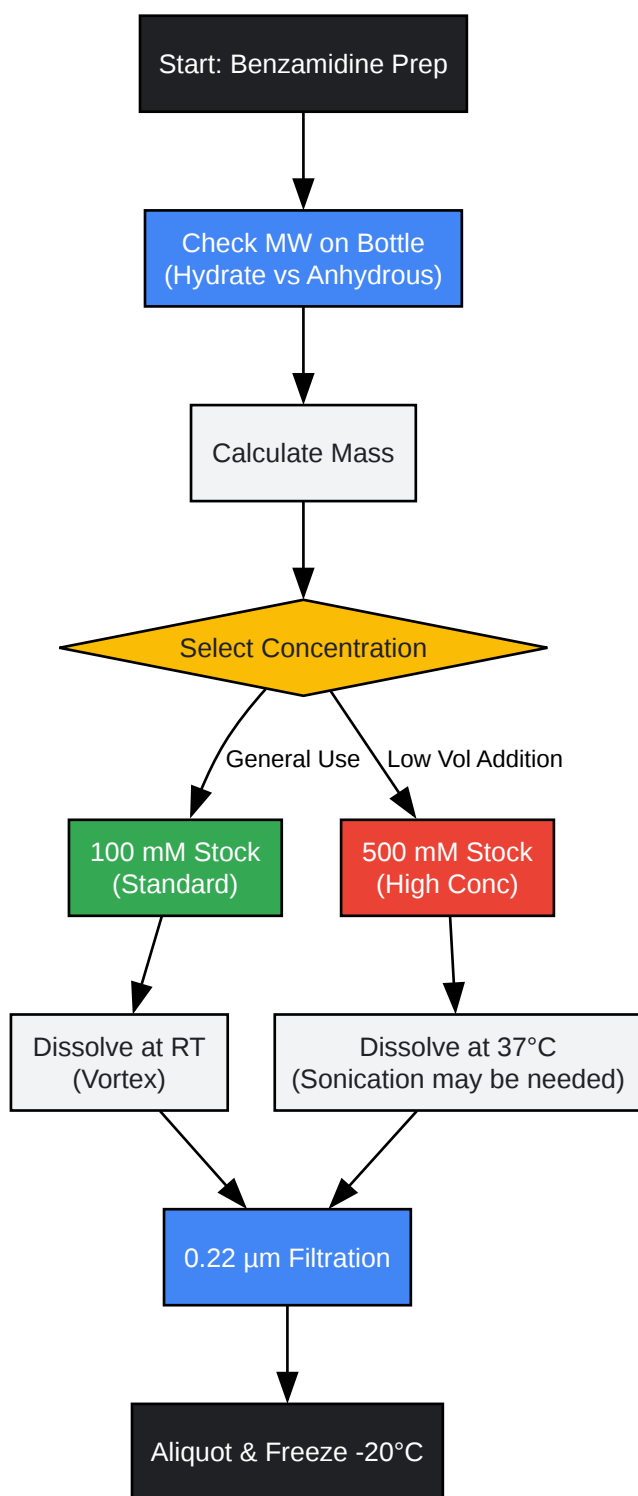 Start: Benzamidine Prep
Check MW on Bottle
(Hydrate vs Anhydrous)
Calculate Mass
Select Concentration
General Use
Low Vol Addition
100 mM Stock
(Standard)
500 mM Stock
(High Conc)
Dissolve at RT
(Vortex)
Dissolve at 37°C
(Sonication may be needed)
0.22 µm Filtration
Aliquot & Freeze -20°C